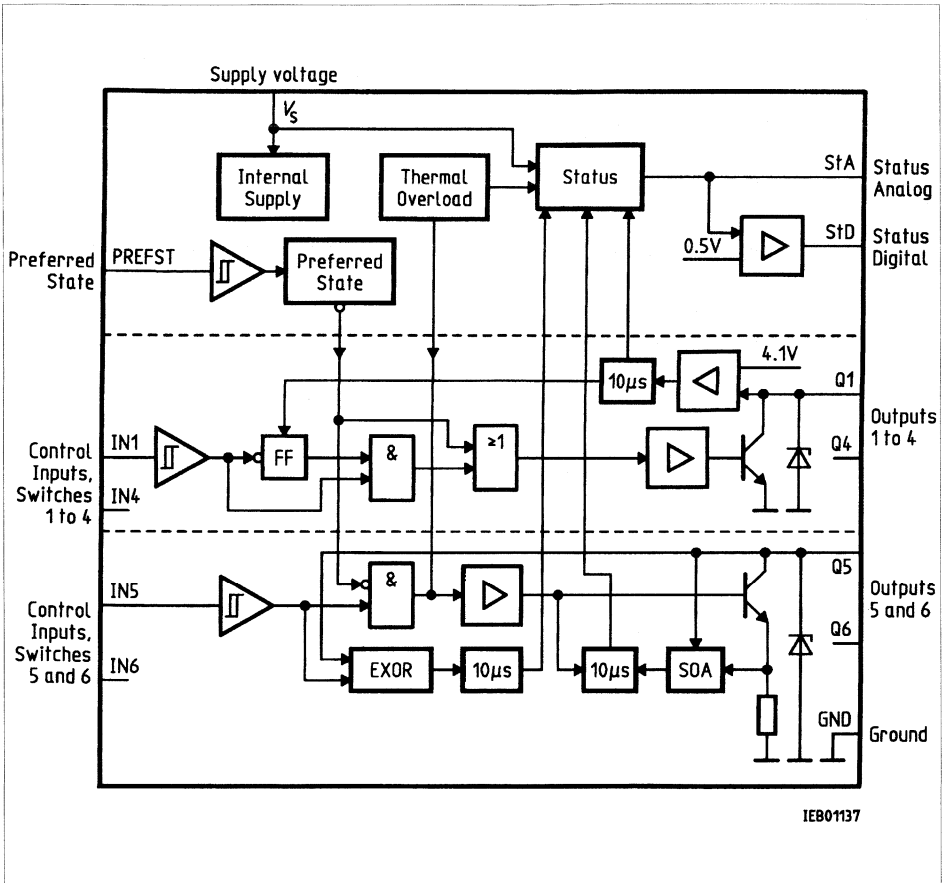 Supply voltage
VS
Internal
Supply
Thermal
Overload
Status
StA
Status
Analog
StD
Status
Digital
0.5V
Preferred
State
PREFST
Preferred
State
4.1V
10µs
Q1
Outputs
1 to 4
Q4
Control
Inputs,
Switches
1 to 4
IN1
IN4
FF
&
≥1
Q5
Outputs
5 and 6
Q6
Control
Inputs,
Switches
5 and 6
IN5
IN6
&
EXOR
10µs
10µs
SOA
GND
Ground
IEB01137